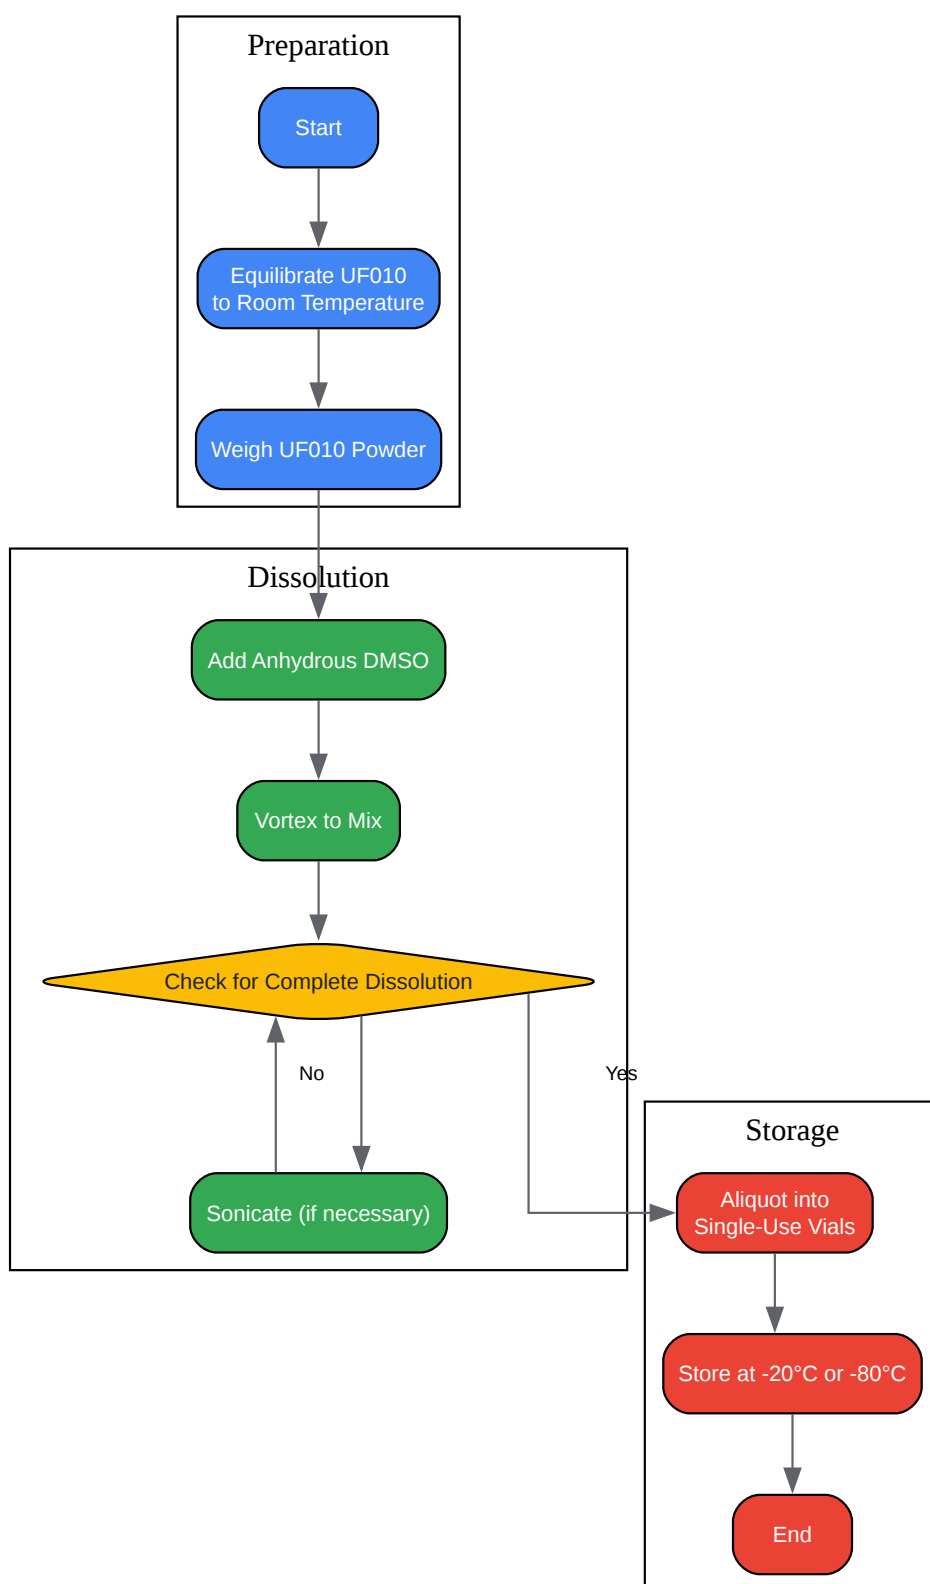 Preparation
Start
Equilibrate UF010
to Room Temperature
Weigh UF010 Powder
Dissolution
Add Anhydrous DMSO
Vortex to Mix
Check for Complete Dissolution
No
Yes
Sonicate (if necessary)
Storage
Aliquot into
Single-Use Vials
Store at -20°C or -80°C
End